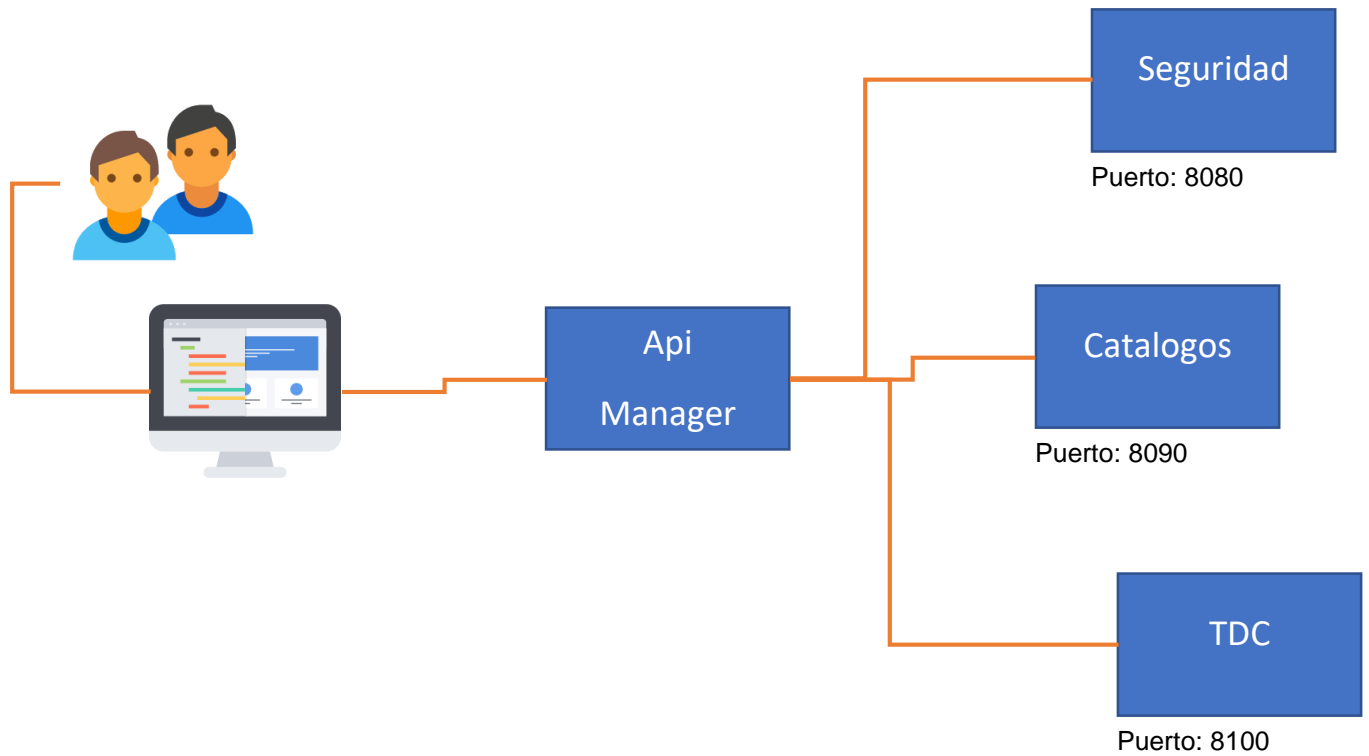 Seguridad
Puerto: 8080
Api
Manager
Catalogos
Puerto: 8090
TDC
Puerto: 8100